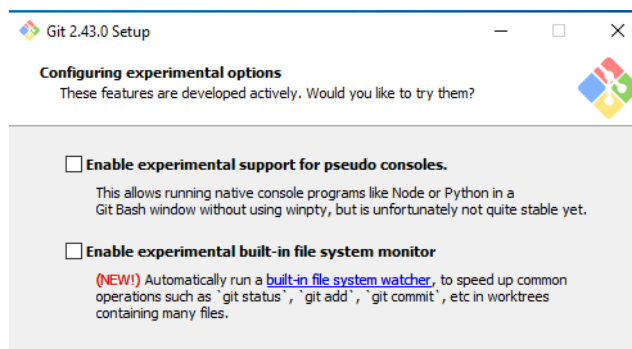 Git 2.43.0 Setup
Configuring experimental options
These features are developed actively. Would you like to try them?
Enable experimental support for pseudo consoles.
This allows running native console programs like Node or Python in a
Git Bash window without using winpty, but is unfortunately not quite stable yet.
Enable experimental built-in file system monitor
(NEW!) Automatically run a built-in file system watcher, to speed up common
operations such as `git status`, `git add`, `git commit`, etc in worktrees
containing many files.